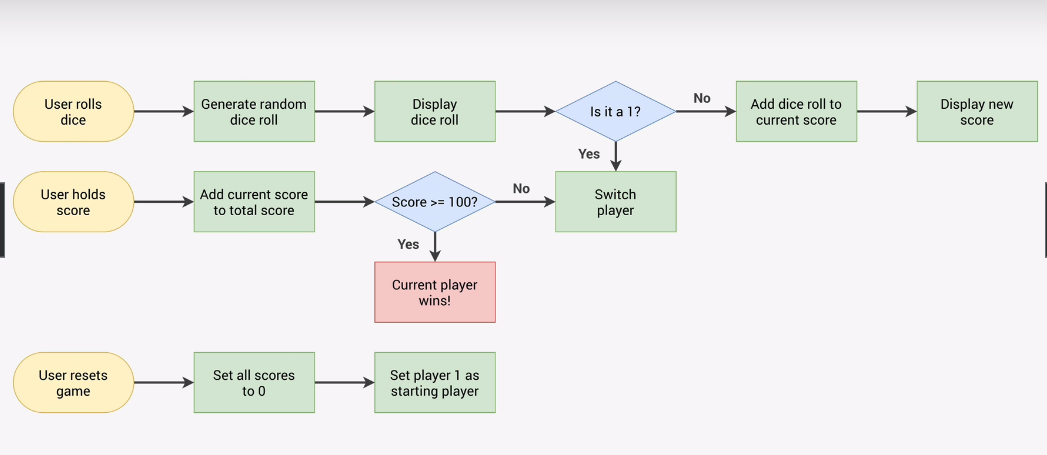 User rolls
dice
Generate random
dice roll
Display
dice roll
Is it a 1?
No
Add dice roll to
current score
Display new
score
Yes
User holds
score
Add current score
to total score
Score >= 100?
No
Switch
player
Yes
Current player
wins!
User resets
game
Set all scores
to 0
Set player 1 as
starting player